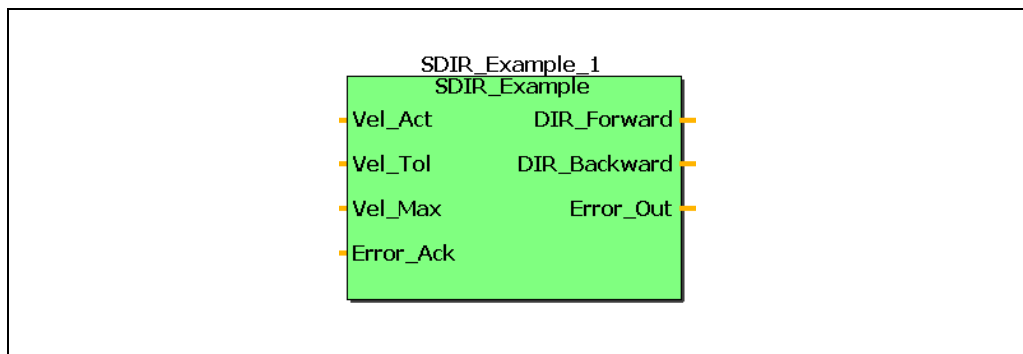 SDIR_Example_1
SDIR_Example
Vel_Act DIR_Forward
Vel_Tol DIR_Backward
Vel_Max Error_Out
Error_Ack